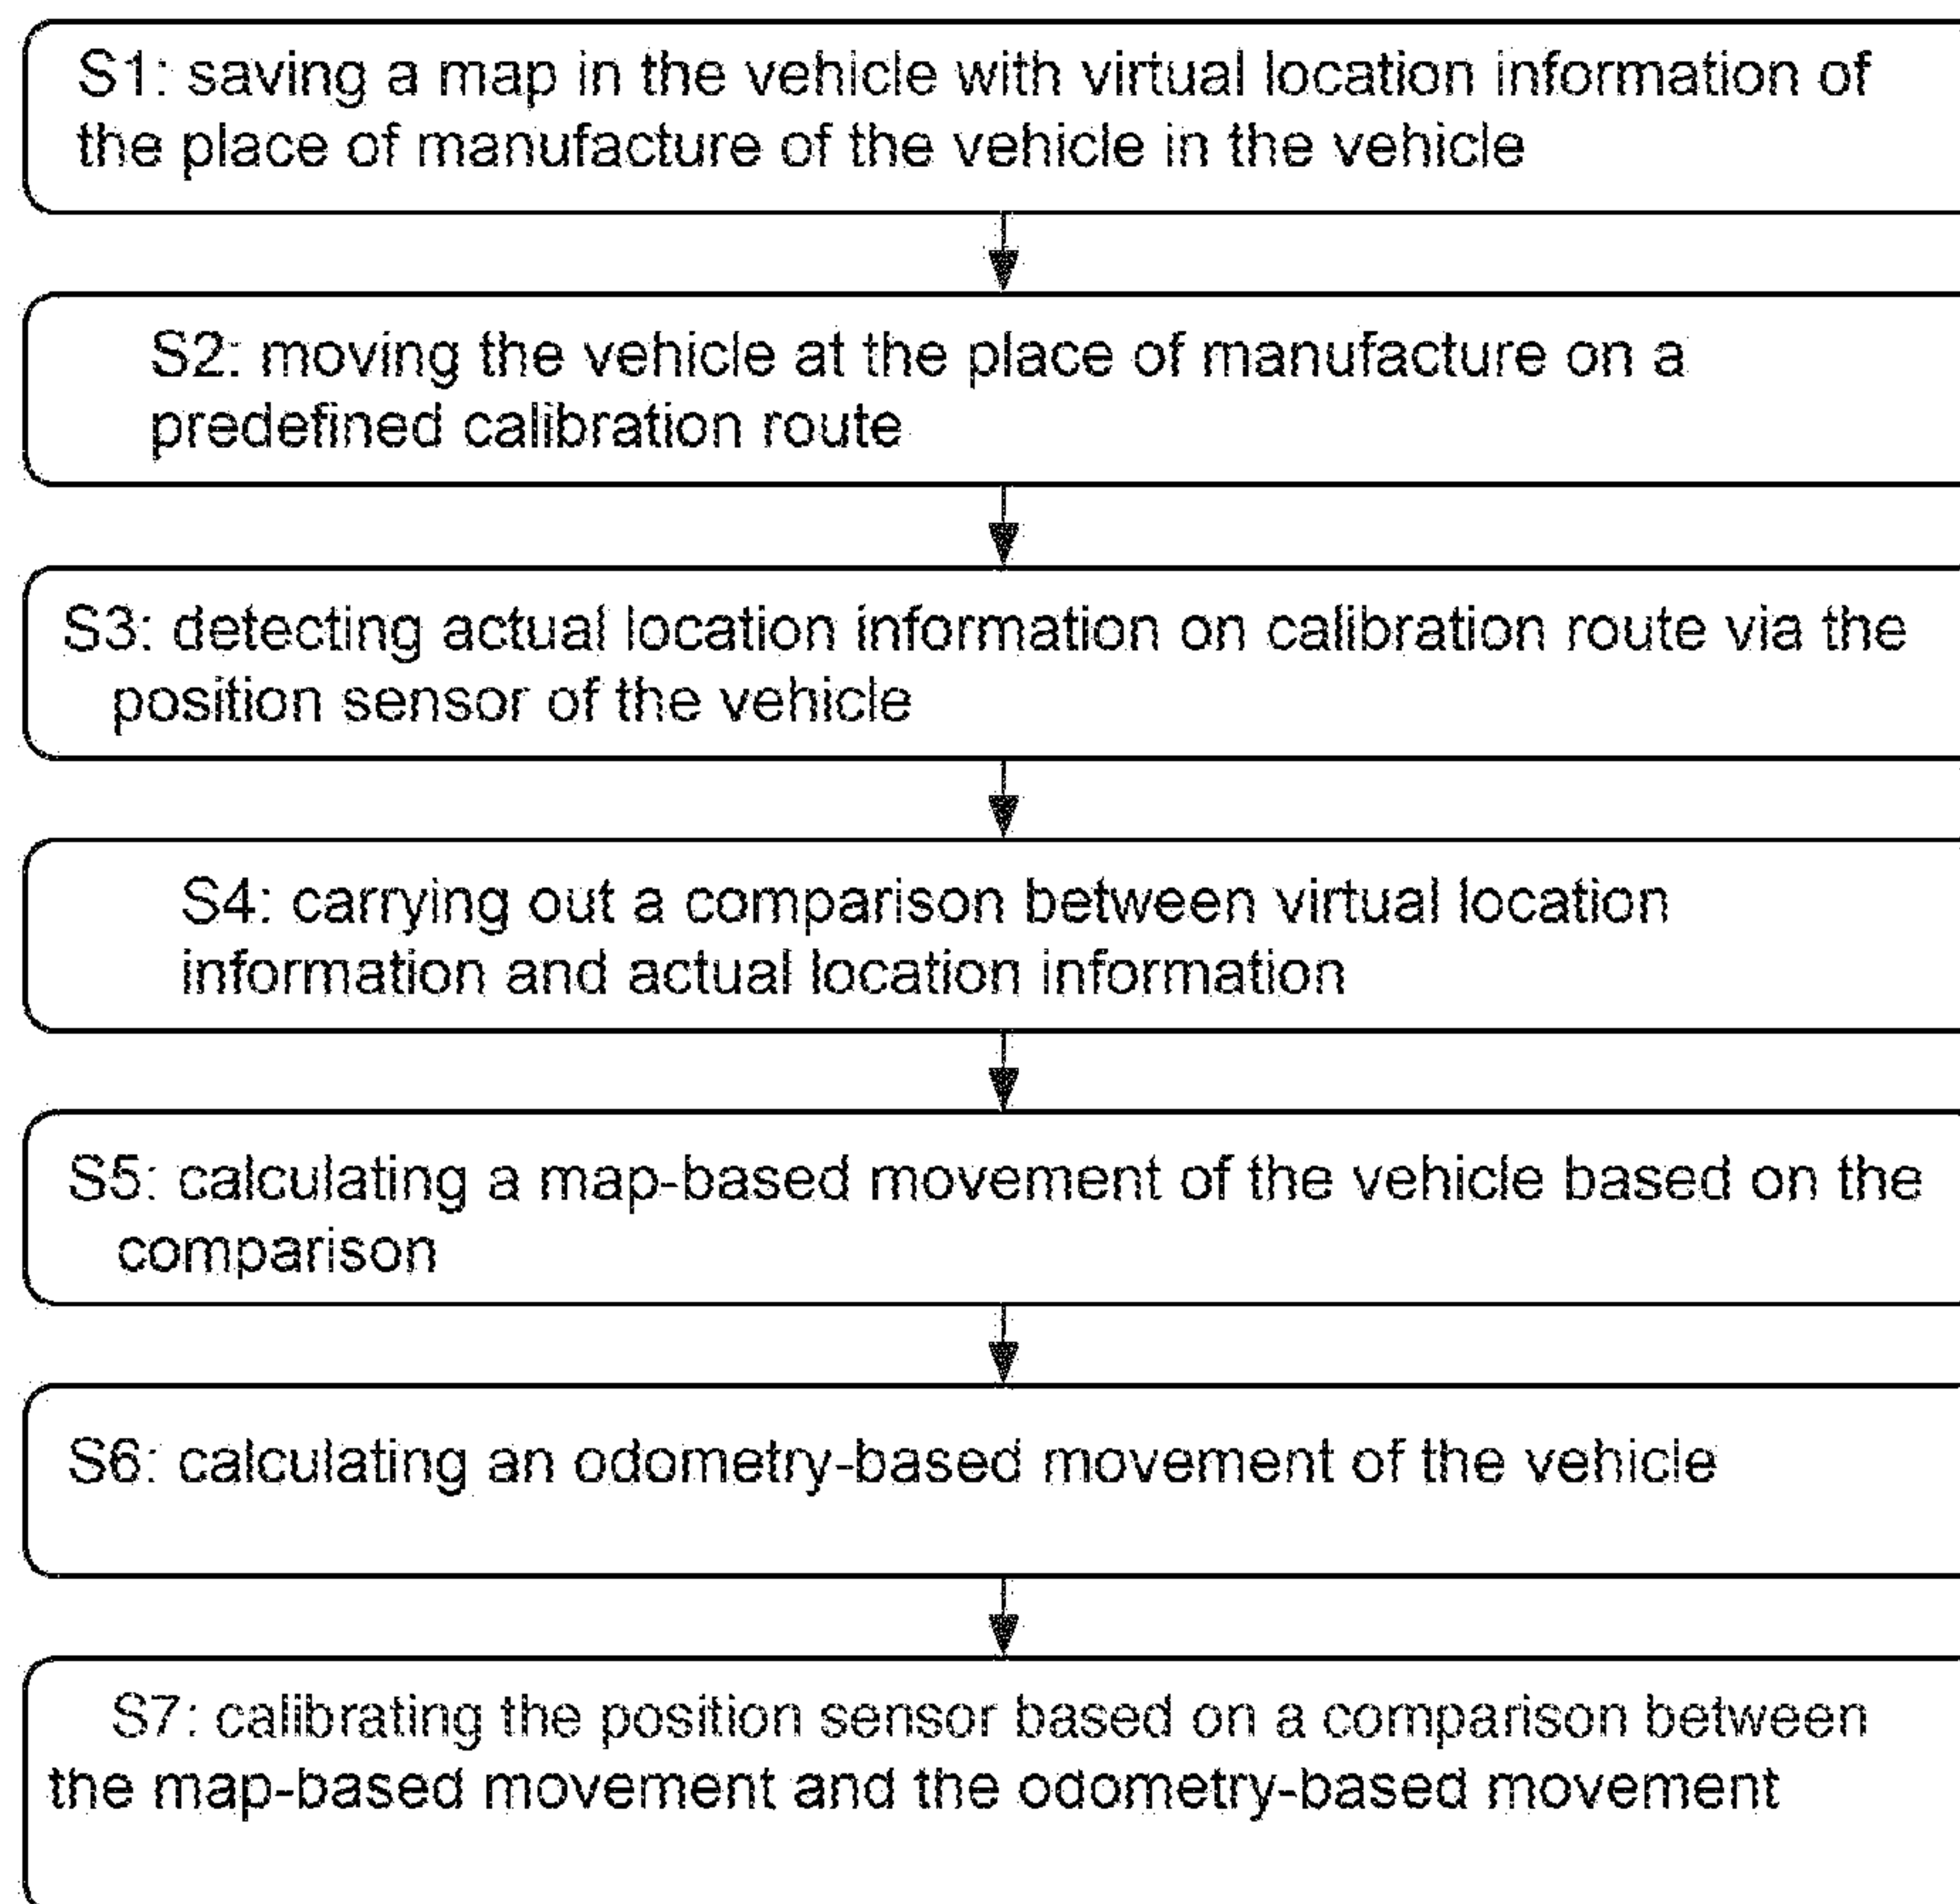 S1: saving a map in the vehicle with virtual location information of
the place of manufacture of the vehicle in the vehicle
S2: moving the vehicle at the place of manufacture on a
predefined calibration route
S3: detecting actual location information on calibration route via the
position sensor of the vehicle
S4: carrying out a comparison between virtual location
information and actual location information
S5: calculating a map-based movement of the vehicle based on the
comparison
S6: calculating an odometry-based movement of the vehicle
S7: calibrating the position sensor based on a comparison between
the map-based movement and the odometry-based movement